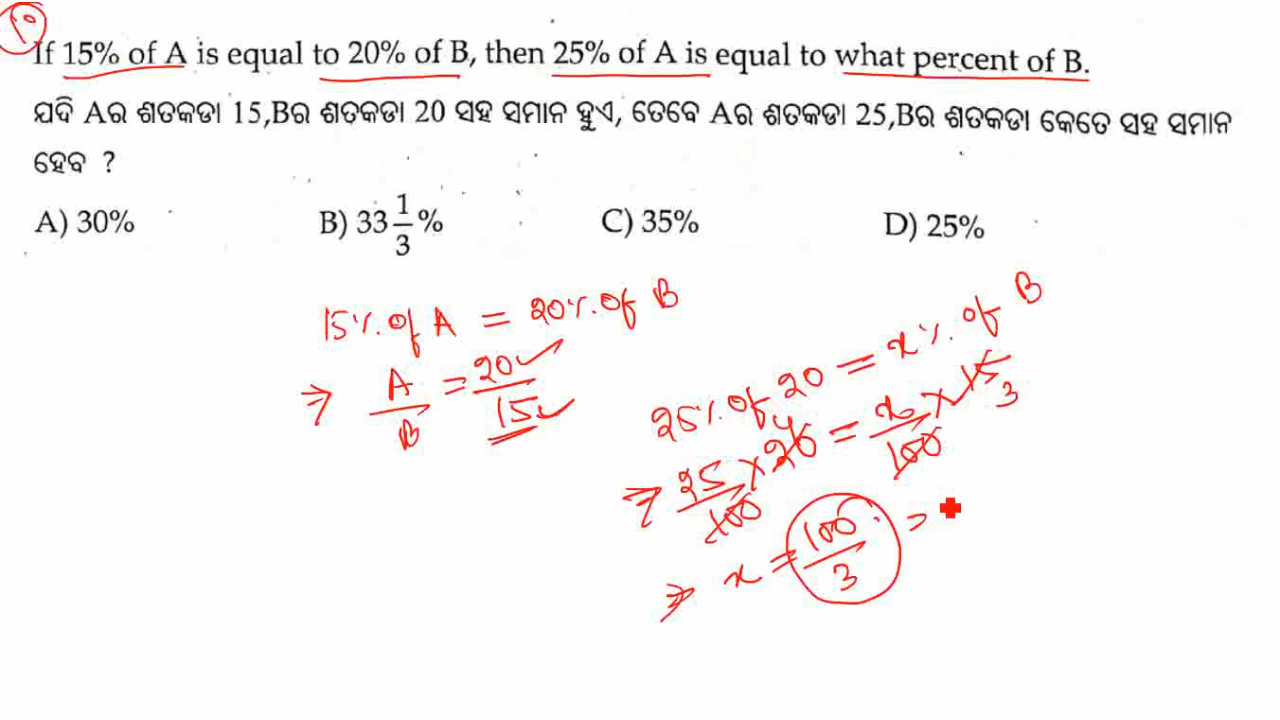 10
If 15% of A is equal to 20% of B, then 25% of A is equal to what percent of B.
ଯଦି Aର ଶତକଡା 15,Bର ଶତକଡା 20 ସହ ସମାନ ହୁଏ, ତେବେ Aର ଶତକଡା 25,Bର ଶତକଡା କେତେ ସହ ସମାନ
ହେବ ?
A) 30% B) 33 1/3 % C) 35% D) 25%
15% of A = 20% of B
⇒ A/B = 20/15
25% of 20 = x% of B
⇒ 25/100 × 20 4 = x/100 × 15 3
⇒ x = 100/3 =